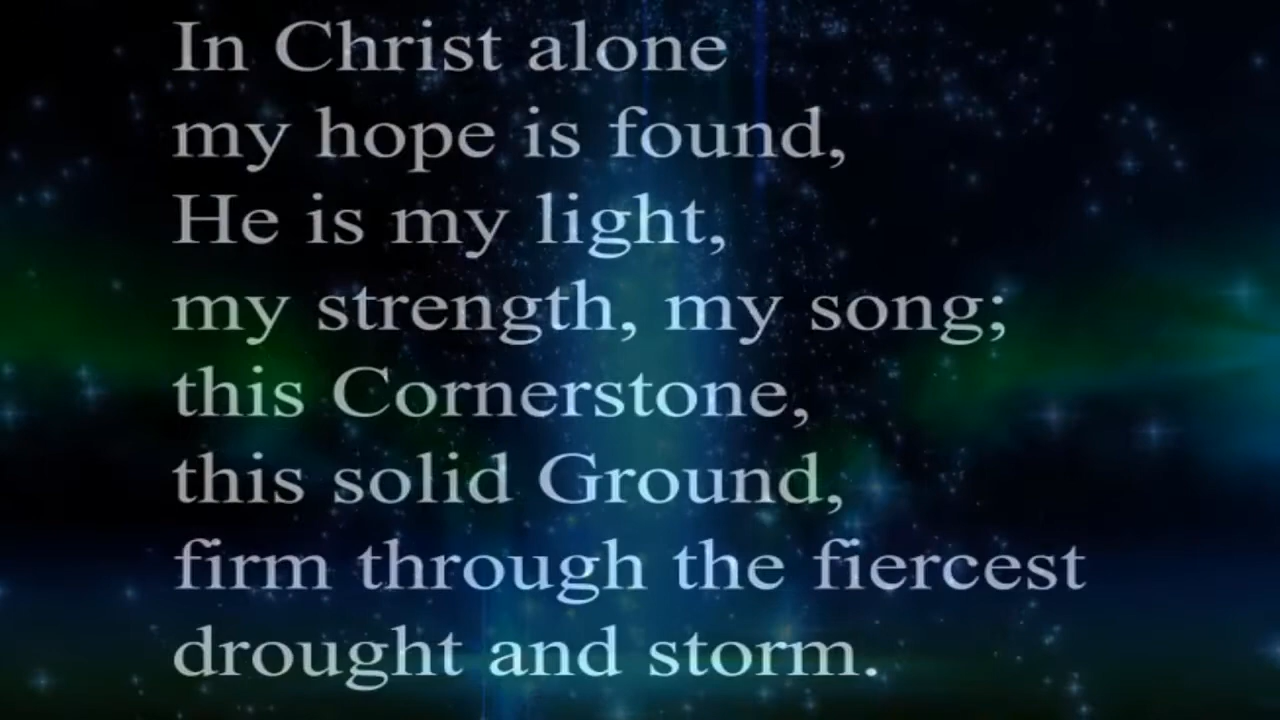 In Christ alone
my hope is found,
He is my light,
my strength, my song;
this Cornerstone,
this solid Ground,
firm through the fiercest
drought and storm.